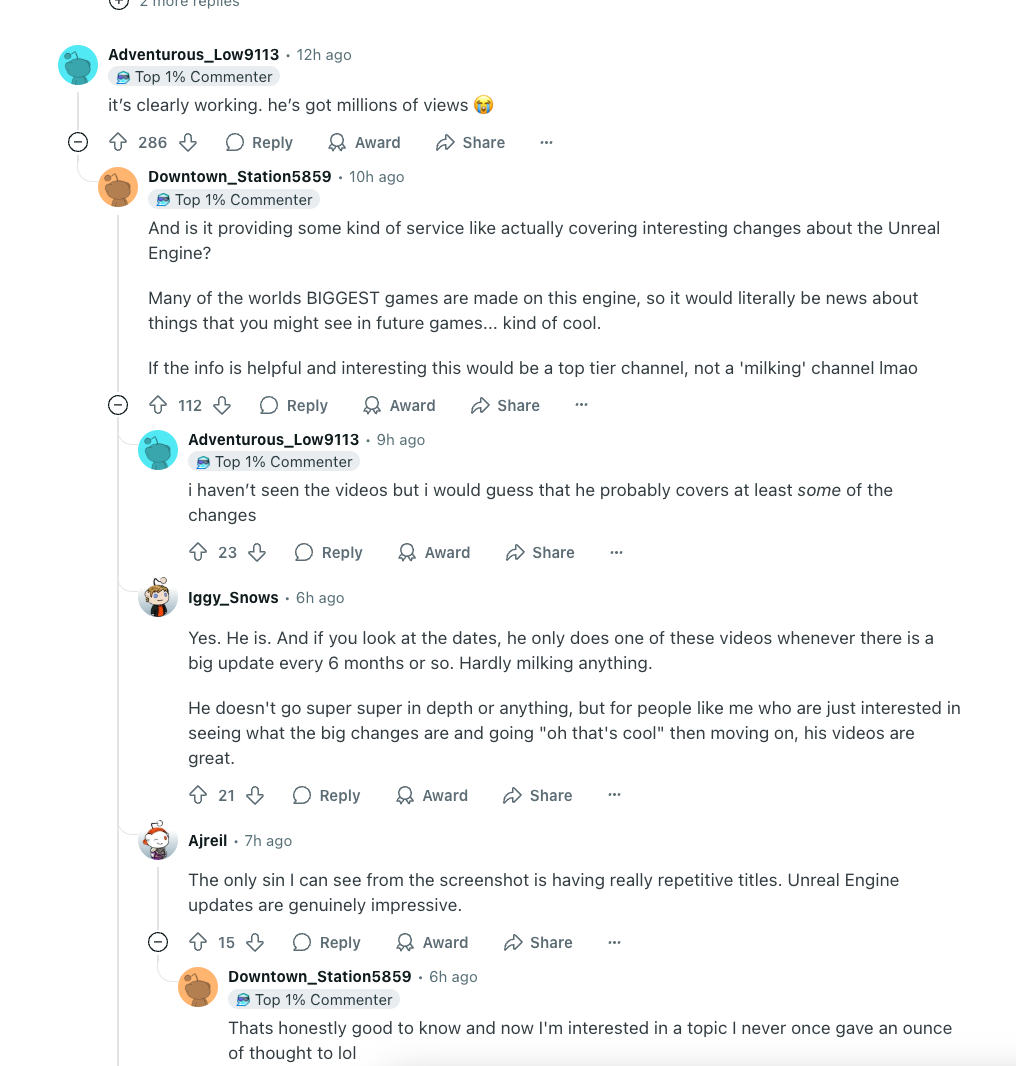 2 more replies
Adventurous_Low9113 • 12h ago
Top 1% Commenter
it’s clearly working. he’s got millions of views 😭
286 Reply Award Share ...
Downtown_Station5859 • 10h ago
Top 1% Commenter
And is it providing some kind of service like actually covering interesting changes about the Unreal
Engine?
Many of the worlds BIGGEST games are made on this engine, so it would literally be news about
things that you might see in future games... kind of cool.
If the info is helpful and interesting this would be a top tier channel, not a 'milking' channel lmao
112 Reply Award Share ...
Adventurous_Low9113 • 9h ago
Top 1% Commenter
i haven’t seen the videos but i would guess that he probably covers at least some of the
changes
23 Reply Award Share ...
Iggy_Snows • 6h ago
Yes. He is. And if you look at the dates, he only does one of these videos whenever there is a
big update every 6 months or so. Hardly milking anything.
He doesn't go super super in depth or anything, but for people like me who are just interested in
seeing what the big changes are and going "oh that's cool" then moving on, his videos are
great.
21 Reply Award Share ...
Ajreil • 7h ago
The only sin I can see from the screenshot is having really repetitive titles. Unreal Engine
updates are genuinely impressive.
15 Reply Award Share ...
Downtown_Station5859 • 6h ago
Top 1% Commenter
Thats honestly good to know and now I'm interested in a topic I never once gave an ounce
of thought to lol